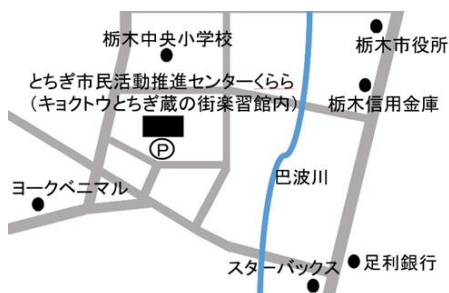 栃木中央小学校
栃木市役所
とちぎ市民活動推進センターくらら
(キョクトウとちぎ蔵の街楽習館内)
栃木信用金庫
P
ヨークベニマル
巴波川
足利銀行
スターバックス